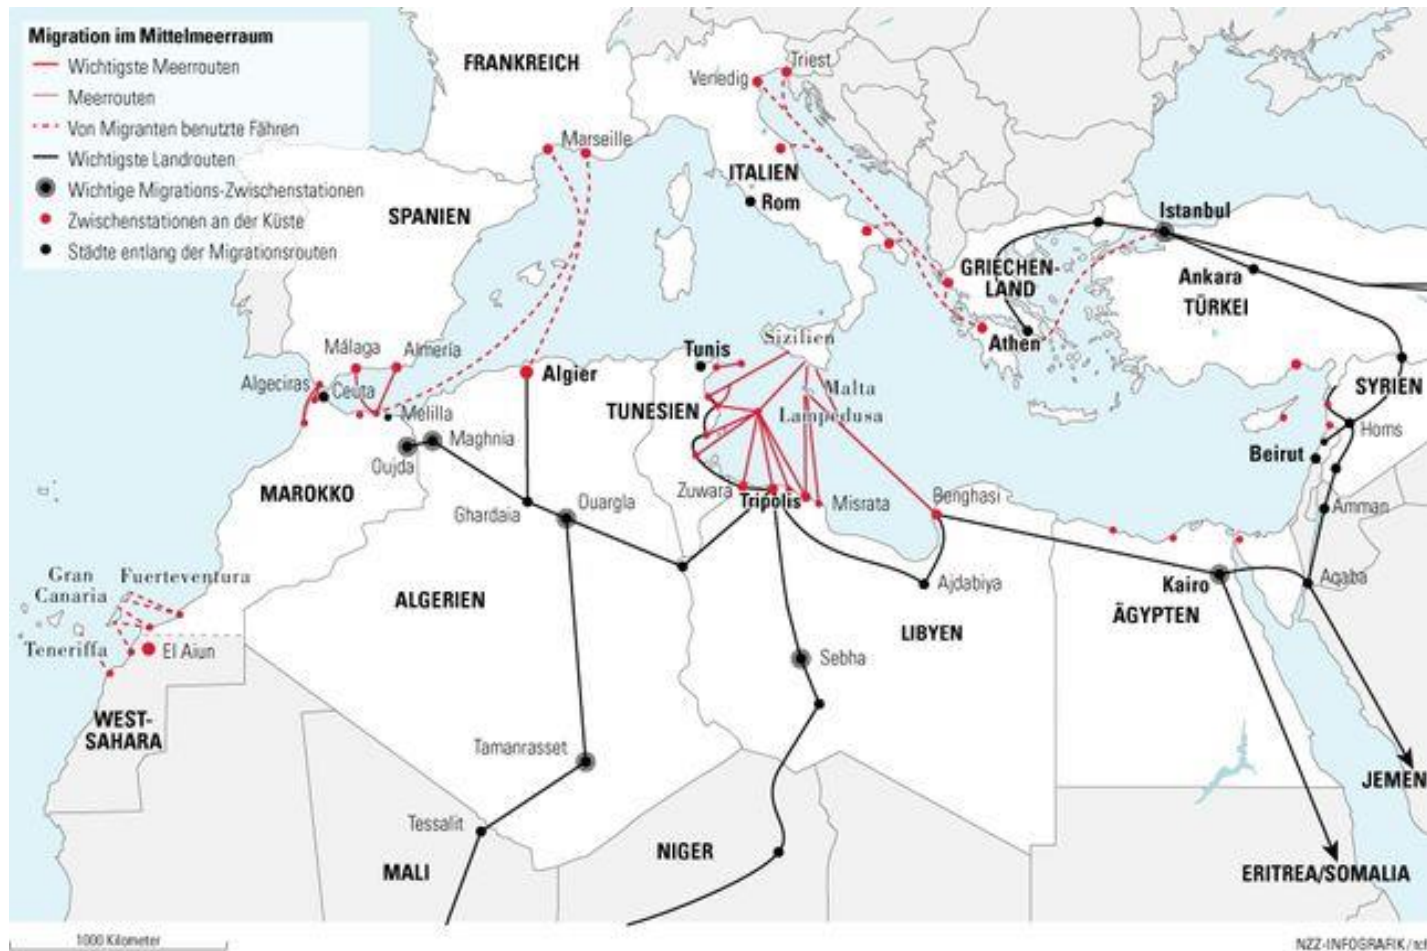 Migration im Mittelmeerraum
Wichtigste Meerrouten
Meerrouten
Von Migranten benutzte Fähren
Wichtigste Landrouten
Wichtige Migrations-Zwischenstationen
Zwischenstationen an der Küste
Städte entlang der Migrationsrouten
FRANKREICH
Venedig
Triest
Marseille
ITALIEN
Rom
SPANIEN
Istanbul
GRIECHEN
LAND
Ankara
TÜRKEI
Athen
Sizilien
Málaga
Almería
Tunis
Algeciras
Ceuta
Algier
Malta
SYRIEN
Melilla
TUNESIEN
Lampedusa
Homs
Maghnia
Beirut
Oujda
MAROKKO
Zuwara
Tripolis
Misrata
Benghasi
Ghardaia
Ouargla
Amman
Gran
Canaria
Fuerteventura
ALGERIEN
Ajdabiya
Kairo
Aqaba
ÄGYPTEN
LIBYEN
Teneriffa
El Aiun
Sebha
WEST-
SAHARA
Tamanrasset
JEMEN
Tessalit
NIGER
MALI
ERITREA/SOMALIA
1000 Kilometer
NZZ-INFOGRAFIK